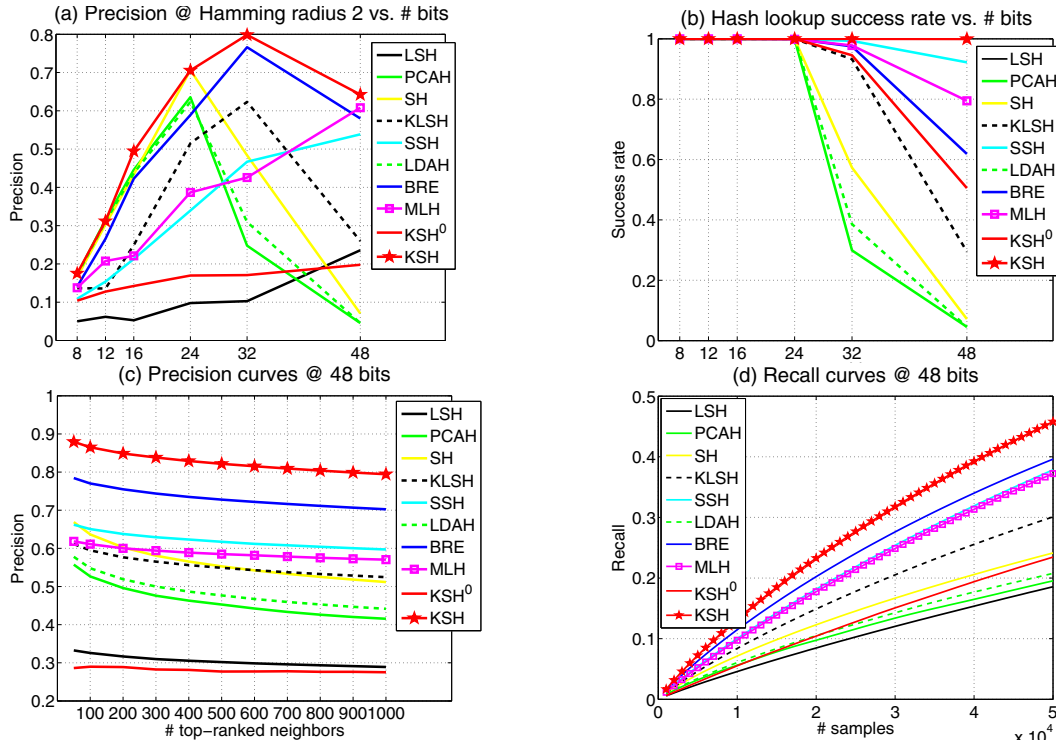 (a) Precision @ Hamming radius 2 vs. # bits
0.8
0.7
0.6
0.5
0.4
0.3
0.2
0.1
0
Precision
8 12 16 24 32 48
LSH
PCAH
SH
KLSH
SSH
LDAH
BRE
MLH
KSH⁰
KSH
(b) Hash lookup success rate vs. # bits
1
0.8
0.6
0.4
0.2
0
Success rate
8 12 16 24 32 48
LSH
PCAH
SH
KLSH
SSH
LDAH
BRE
MLH
KSH⁰
KSH
(c) Precision curves @ 48 bits
1
0.9
0.8
0.7
0.6
0.5
0.4
0.3
0.2
Precision
100 200 300 400 500 600 700 800 9001000
# top-ranked neighbors
LSH
PCAH
SH
KLSH
SSH
LDAH
BRE
MLH
KSH⁰
KSH
(d) Recall curves @ 48 bits
0.5
0.4
0.3
0.2
0.1
0
Recall
0 1 2 3 4 5
# samples
x 10⁴
LSH
PCAH
SH
KLSH
SSH
LDAH
BRE
MLH
KSH⁰
KSH